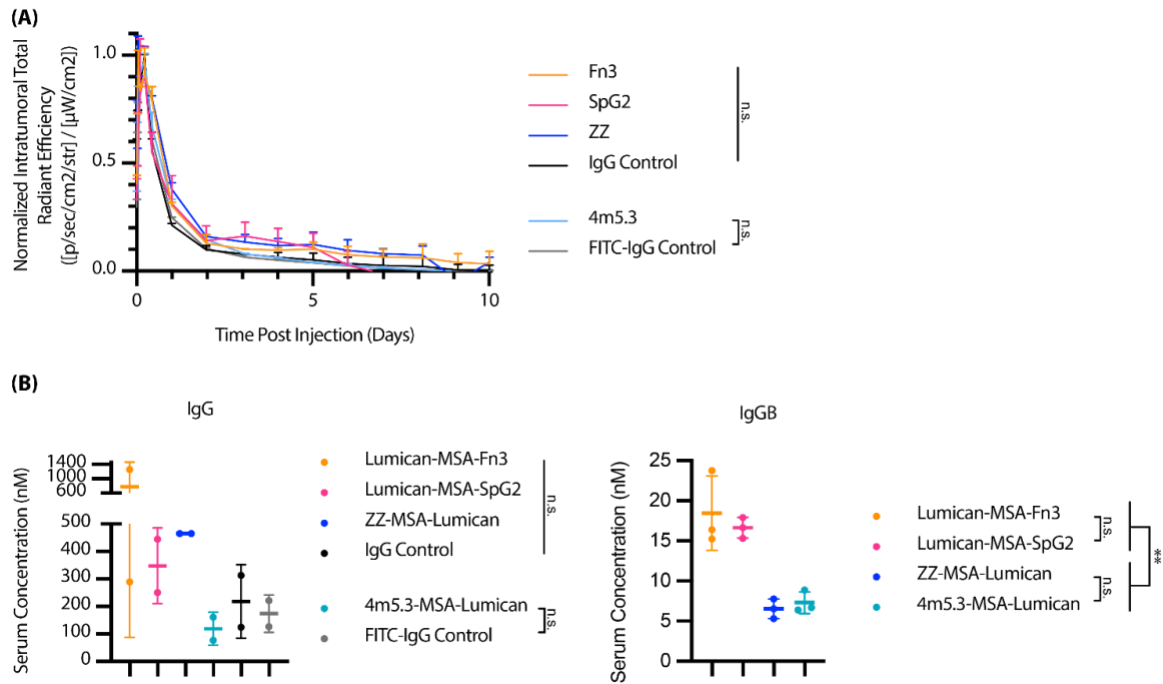 (A)
Normalized Intratumoral Total
Radiant Efficiency
([p/sec/cm2/str] / [µW/cm2])
1.0
0.5
0.0
0
5
10
Time Post Injection (Days)
Fn3
SpG2
ZZ
IgG Control
n.s.
4m5.3
FITC-IgG Control
n.s.
(B)
IgG
Serum Concentration (nM)
1400
1000
600
500
400
300
200
100
0
Lumican-MSA-Fn3
Lumican-MSA-SpG2
ZZ-MSA-Lumican
IgG Control
n.s.
4m5.3-MSA-Lumican
FITC-IgG Control
n.s.
IgGB
Serum Concentration (nM)
25
20
15
10
5
0
Lumican-MSA-Fn3
Lumican-MSA-SpG2
n.s.
ZZ-MSA-Lumican
4m5.3-MSA-Lumican
n.s.
**